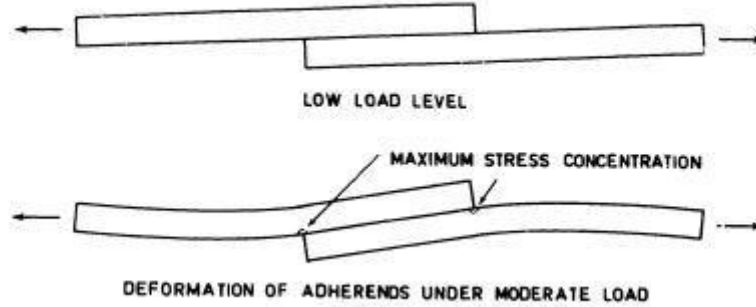 LOW LOAD LEVEL
MAXIMUM STRESS CONCENTRATION
DEFORMATION OF ADHERENDS UNDER MODERATE LOAD